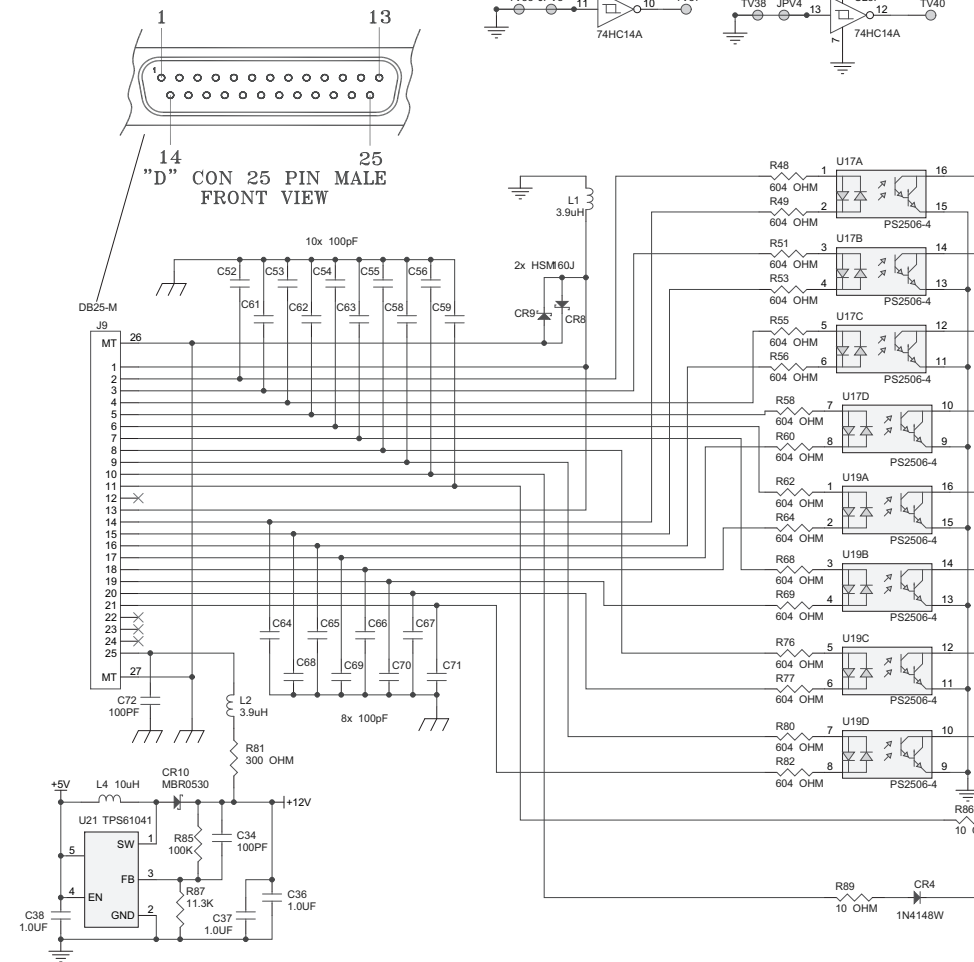 1 13
14 25
"D" CON 25 PIN MALE
FRONT VIEW
1
11 10
74HC14A
TV38 JPV4 13 12 TV40
74HC14A
7
10x 100pF
C52 C53 C54 C55 C56
C61 C62 C63 C58 C59
L1
3.9uH
2x HSM160J
CR9 CR8
DB25-M
J9
MT 26
1
2
3
4
5
6
7
8
9
10
11
12
13
14
15
16
17
18
19
20
21
22
23
24
25
MT 27
C64 C65 C66 C67
C68 C69 C70 C71
8x 100pF
C72
100PF
L2
3.9uH
R81
300 OHM
R48 1 U17A 16
604 OHM
R49 2 15
604 OHM PS2506-4
R51 3 U17B 14
604 OHM
R53 4 13
604 OHM PS2506-4
R55 5 U17C 12
604 OHM
R56 6 11
604 OHM PS2506-4
R58 7 U17D 10
604 OHM
R60 8 9
604 OHM PS2506-4
R62 1 U19A 16
604 OHM
R64 2 15
604 OHM PS2506-4
R68 3 U19B 14
604 OHM
R69 4 13
604 OHM PS2506-4
R76 5 U19C 12
604 OHM
R77 6 11
604 OHM PS2506-4
R80 7 U19D 10
604 OHM
R82 8 9
604 OHM PS2506-4
R86
10
R89 CR4
10 OHM 1N4148W
+5V L4 10uH
CR10
MBR0530
+12V
U21 TPS61041
SW 1
5
FB 3
4 EN
GND 2
R85
100K
C34
100PF
R87
11.3K
C36
1.0UF
C37
1.0UF
C38
1.0UF